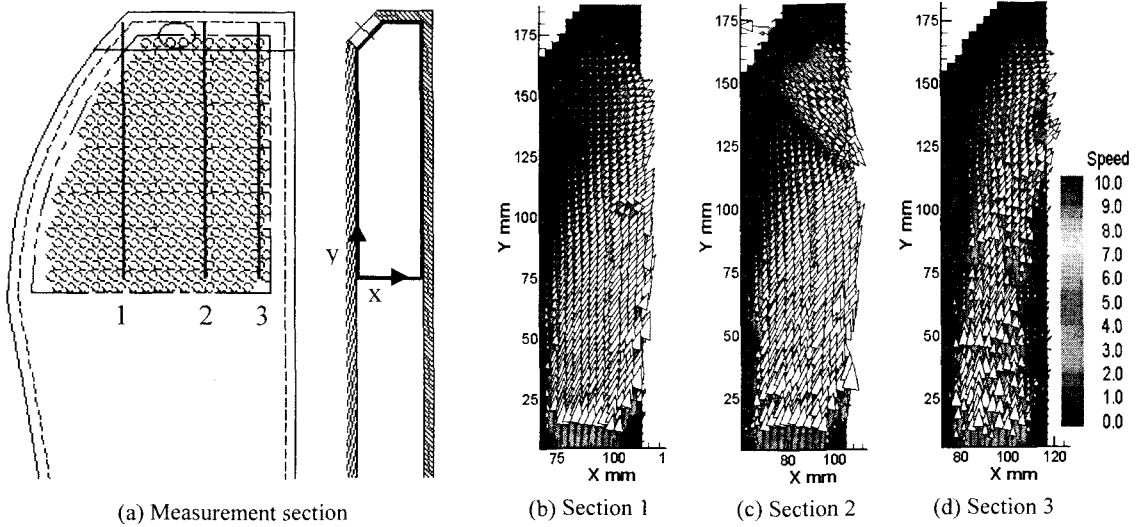 1 2 3
y
x
(a) Measurement section
175
150
125
100
75
50
25
Y mm
75 100 1
X mm
(b) Section 1
175
150
125
100
75
50
25
Y mm
80 100
X mm
(c) Section 2
175
150
125
100
75
50
25
Y mm
80 100 120
X mm
(d) Section 3
Speed
10.0
9.0
8.0
7.0
6.0
5.0
4.0
3.0
2.0
1.0
0.0